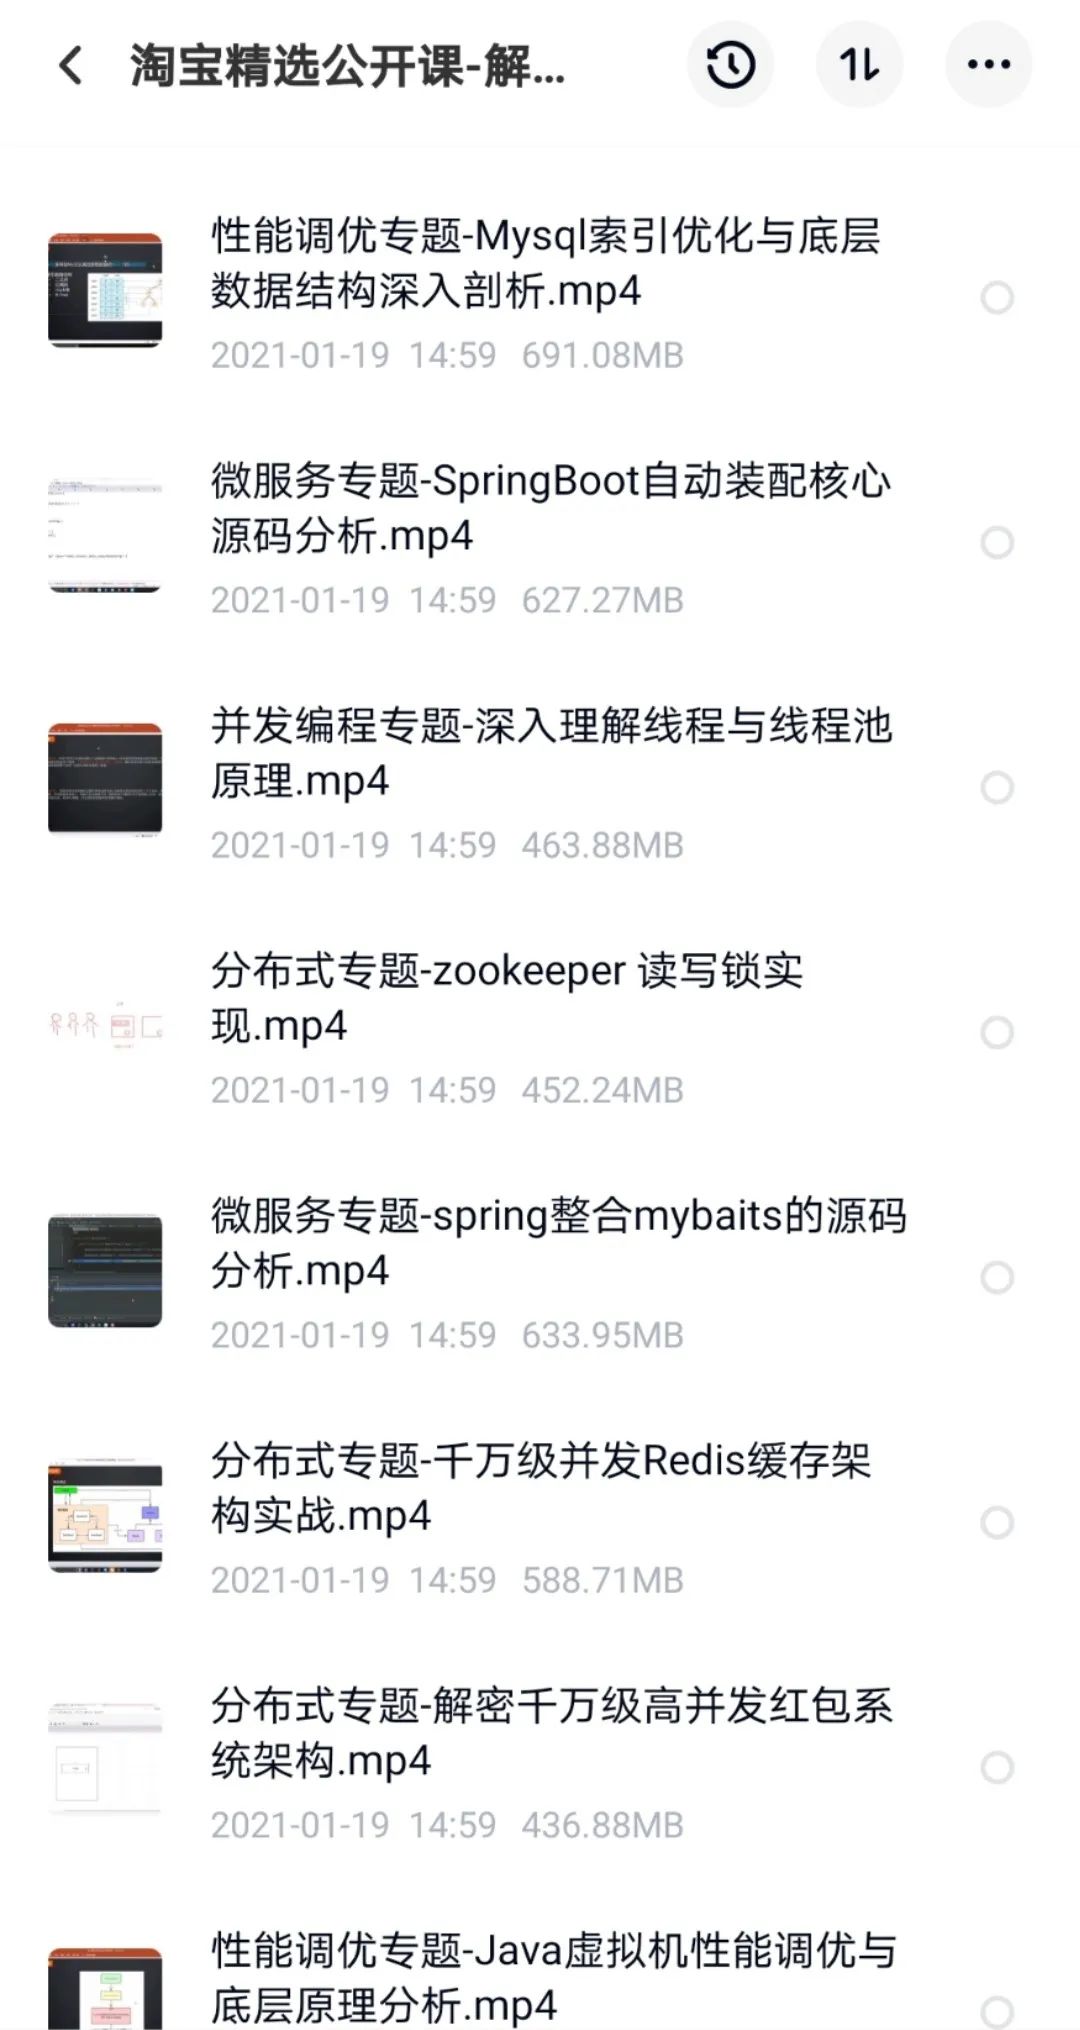 淘宝精选公开课-解...
性能调优专题-Mysql索引优化与底层
数据结构深入剖析.mp4
2021-01-19 14:59 691.08MB
微服务专题-SpringBoot自动装配核心
源码分析.mp4
2021-01-19 14:59 627.27MB
并发编程专题-深入理解线程与线程池
原理.mp4
2021-01-19 14:59 463.88MB
分布式专题-zookeeper 读写锁实
现.mp4
2021-01-19 14:59 452.24MB
微服务专题-spring整合mybaits的源码
分析.mp4
2021-01-19 14:59 633.95MB
分布式专题-千万级并发Redis缓存架
构实战.mp4
2021-01-19 14:59 588.71MB
分布式专题-解密千万级高并发红包系
统架构.mp4
2021-01-19 14:59 436.88MB
性能调优专题-Java虚拟机性能调优与
底层原理分析.mp4